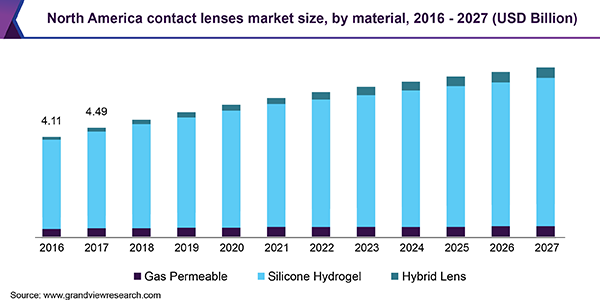 North America contact lenses market size, by material, 2016 - 2027 (USD Billion)
4.11
4.49
2016 2017 2018 2019 2020 2021 2022 2023 2024 2025 2026 2027
Gas Permeable Silicone Hydrogel Hybrid Lens
Source: www.grandviewresearch.com